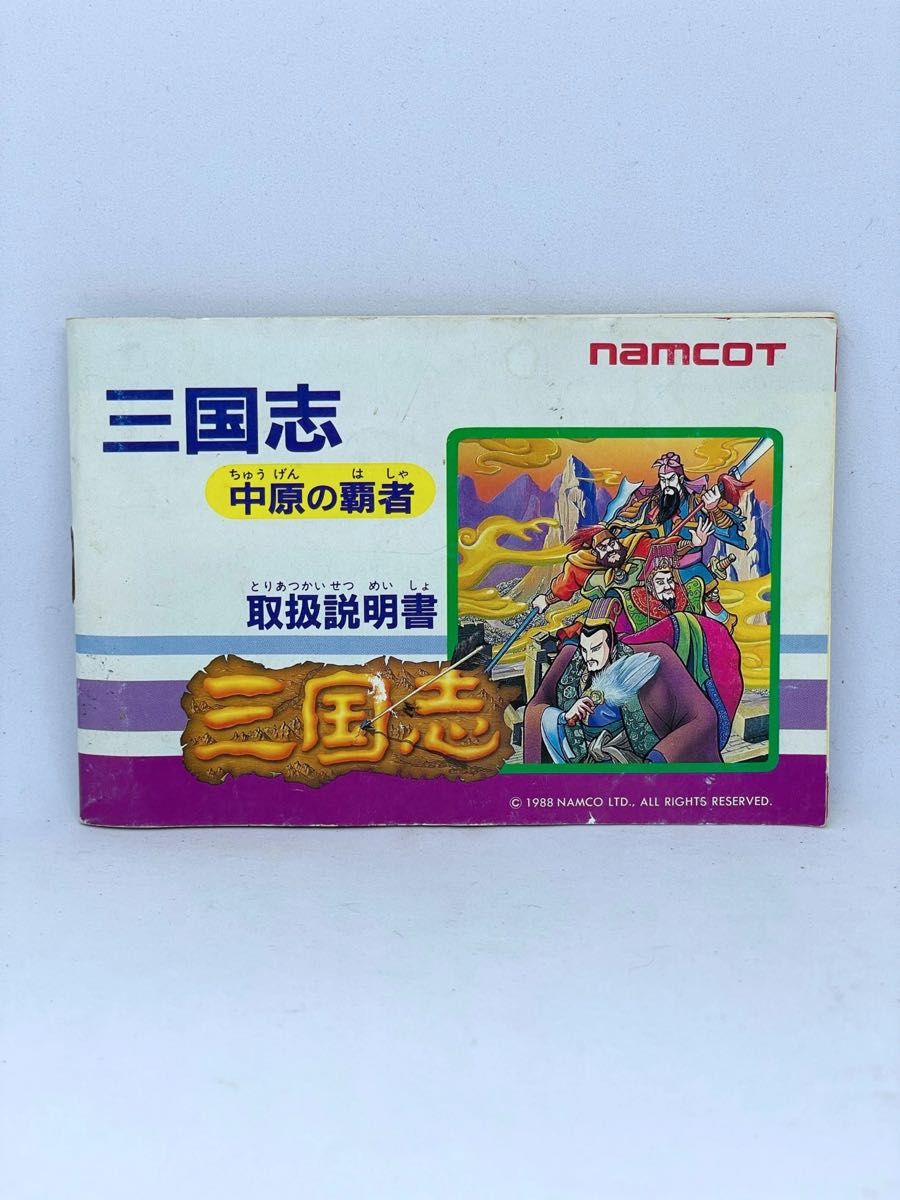 namcoT
三国志
ちゅうげん はしゃ
中原の覇者
とりあつかいせつめいしょ
取扱説明書
三国志
© 1988 NAMCO LTD., ALL RIGHTS RESERVED.